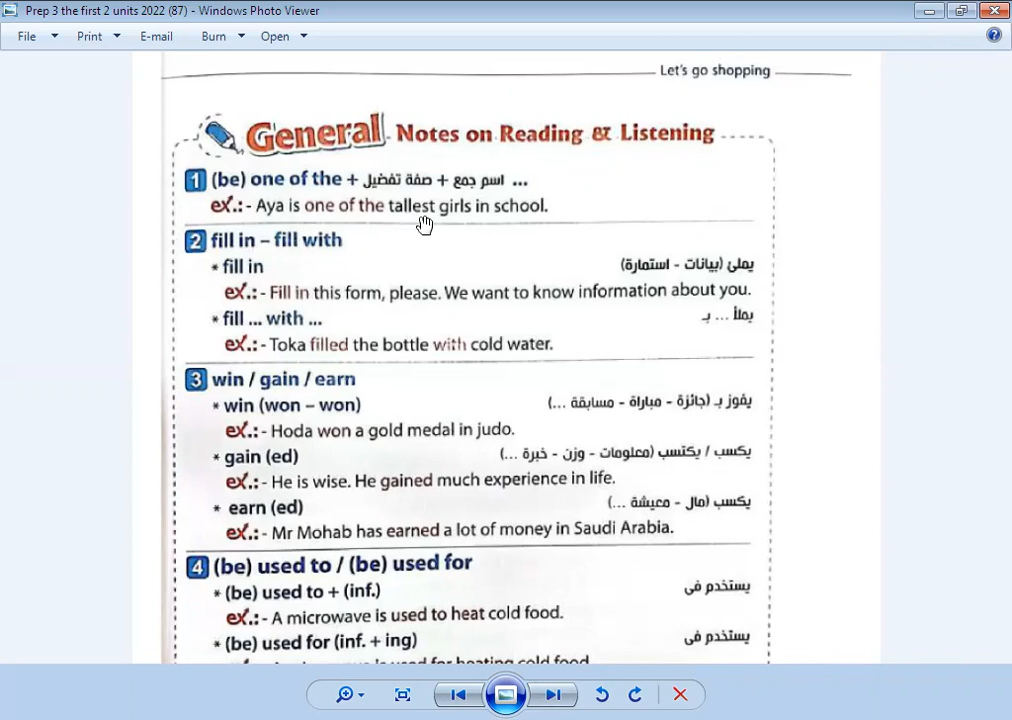 Prep 3 the first 2 units 2022 (87) - Windows Photo Viewer
File Print E-mail Burn Open
Let's go shopping
General Notes on Reading & Listening
1 (be) one of the + صفة تفضيل + اسم جمع ...
ex.: - Aya is one of the tallest girls in school.
2 fill in – fill with
* fill in يملئ (بيانات - استمارة)
ex.: - Fill in this form, please. We want to know information about you.
* fill ... with ... يملأ ... بـ
ex.: - Toka filled the bottle with cold water.
3 win / gain / earn
* win (won – won) يفوز بـ (جائزة - مباراة - مسابقة ...)
ex.: - Hoda won a gold medal in judo.
* gain (ed) يكسب / يكتسب (معلومات - وزن - خبرة ...)
ex.: - He is wise. He gained much experience in life.
* earn (ed) يكسب (مال - معيشة ...)
ex.: - Mr Mohab has earned a lot of money in Saudi Arabia.
4 (be) used to / (be) used for
* (be) used to + (inf.) يستخدم فى
ex.: - A microwave is used to heat cold food.
* (be) used for (inf. + ing) يستخدم فى
used for heating cold food